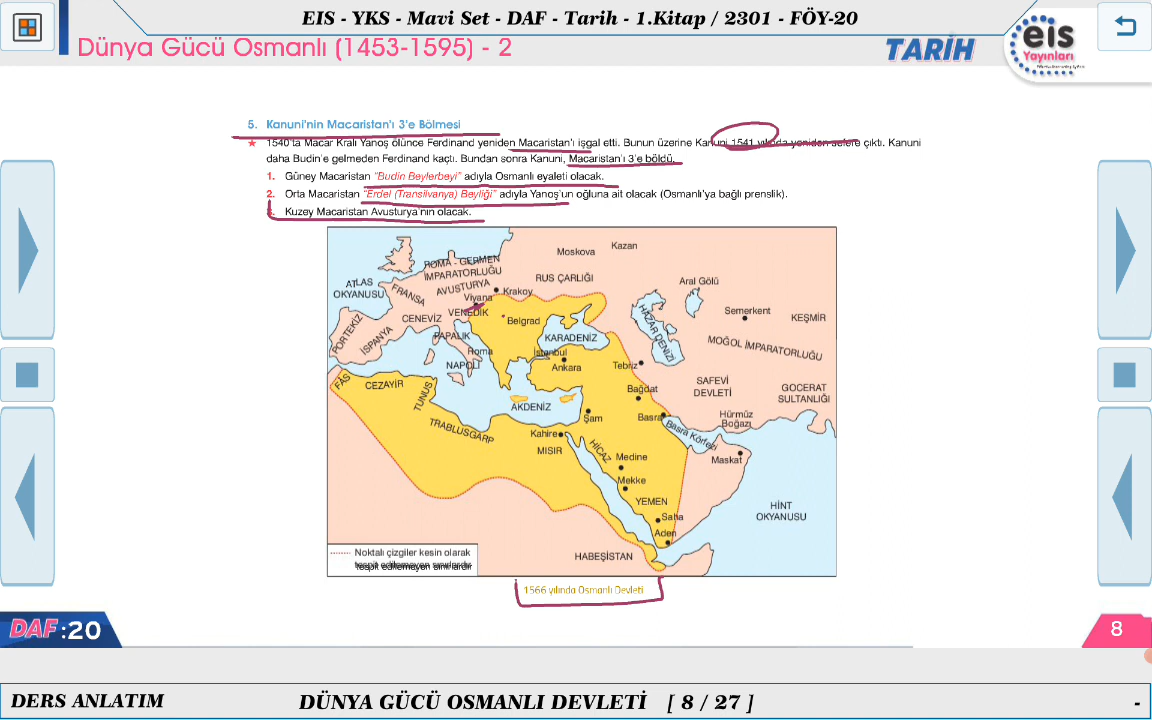 EIS - YKS - Mavi Set - DAF - Tarih - 1.Kitap / 2301 - FÖY-20
Dünya Gücü Osmanlı (1453-1595) - 2
TARİH
eis
Yayınları
5. Kanuni'nin Macaristan'ı 3'e Bölmesi
★ 1540'ta Macar Kralı Yanoş ölünce Ferdinand yeniden Macaristan'ı işgal etti. Bunun üzerine Kanuni 1541 yılında yeniden sefere çıktı. Kanuni
daha Budin'e gelmeden Ferdinand kaçtı. Bundan sonra Kanuni, Macaristan'ı 3'e böldü.
1. Güney Macaristan "Budin Beylerbeyi" adıyla Osmanlı eyaleti olacak.
2. Orta Macaristan "Erdel (Transilvanya) Beyliği" adıyla Yanoş'un oğluna ait olacak (Osmanlı'ya bağlı prenslik).
3. Kuzey Macaristan Avusturya'nın olacak.
Moskova
Kazan
ROMA - GERMEN
İMPARATORLUĞU
RUS ÇARLIĞI
ATLAS
OKYANUSU
FRANSA
AVUSTURYA
Krakov
Aral Gölü
Viyana
PORTEKİZ
İSPANYA
CENEVİZ
VENEDİK
Belgrad
HAZAR DENİZİ
Semerkent
KEŞMİR
PAPALIK
KARADENİZ
MOĞOL İMPARATORLUĞU
Roma
İstanbul
NAPOLİ
Ankara
Tebriz
FAS
CEZAYİR
TUNUS
SAFEVİ
DEVLETİ
Bağdat
GOCERAT
SULTANLIĞI
AKDENİZ
Şam
Basra
Hürmüz
Boğazı
TRABLUSGARP
Kahire
Basra Körfezi
MISIR
HİCAZ
Medine
Maskat
Mekke
YEMEN
HİNT
OKYANUSU
Saha
Aden
HABEŞİSTAN
Noktalı çizgiler kesin olarak
tespit edilemeyen sınırlardır
1566 yılında Osmanlı Devleti
DAF:20
8
DERS ANLATIM
DÜNYA GÜCÜ OSMANLI DEVLETİ [ 8 / 27 ]
-